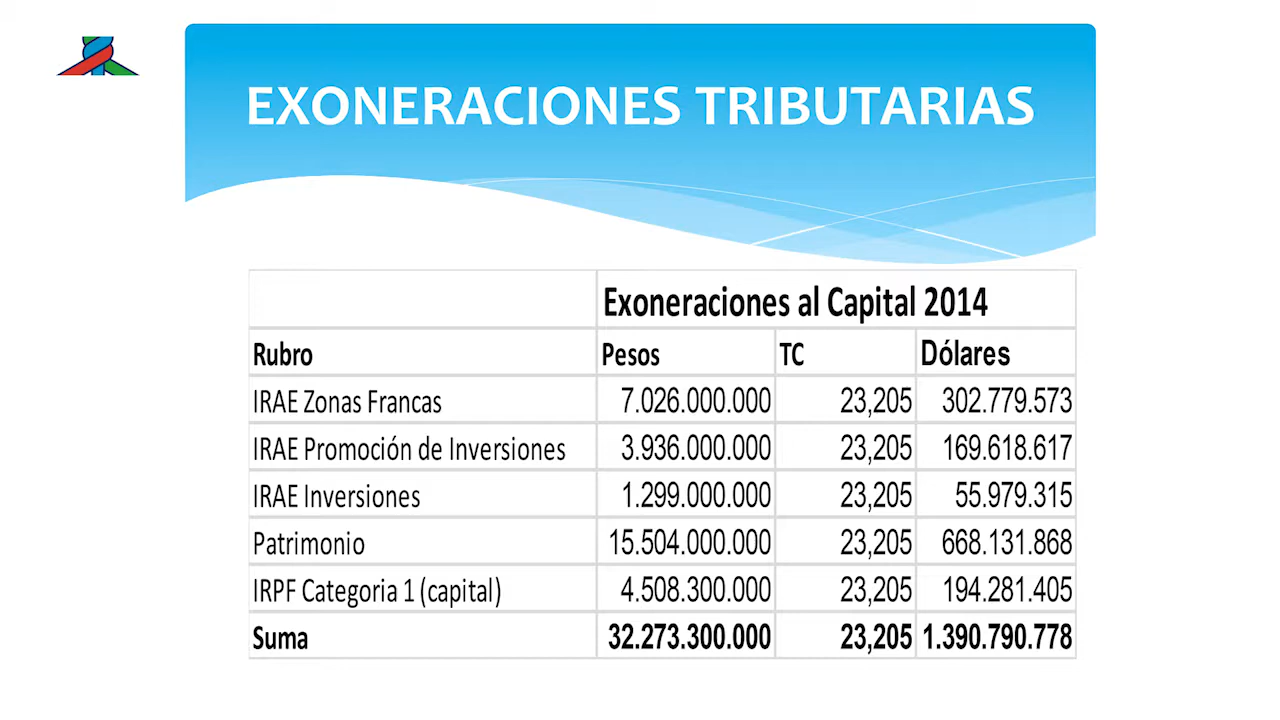 EXONERACIONES TRIBUTARIAS
Exoneraciones al Capital 2014
Rubro Pesos TC Dólares
IRAE Zonas Francas 7.026.000.000 23,205 302.779.573
IRAE Promoción de Inversiones 3.936.000.000 23,205 169.618.617
IRAE Inversiones 1.299.000.000 23,205 55.979.315
Patrimonio 15.504.000.000 23,205 668.131.868
IRPF Categoria 1 (capital) 4.508.300.000 23,205 194.281.405
Suma 32.273.300.000 23,205 1.390.790.778